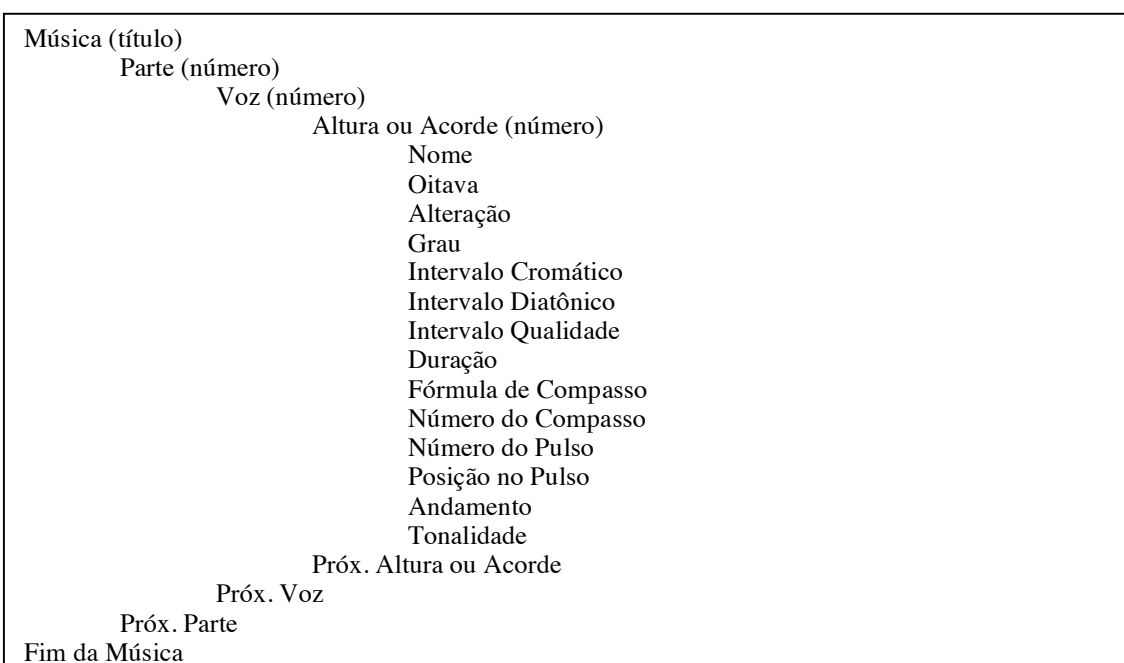 Música (título)
Parte (número)
Voz (número)
Altura ou Acorde (número)
Nome
Oitava
Alteração
Grau
Intervalo Cromático
Intervalo Diatônico
Intervalo Qualidade
Duração
Fórmula de Compasso
Número do Compasso
Número do Pulso
Posição no Pulso
Andamento
Tonalidade
Próx. Altura ou Acorde
Próx. Voz
Próx. Parte
Fim da Música